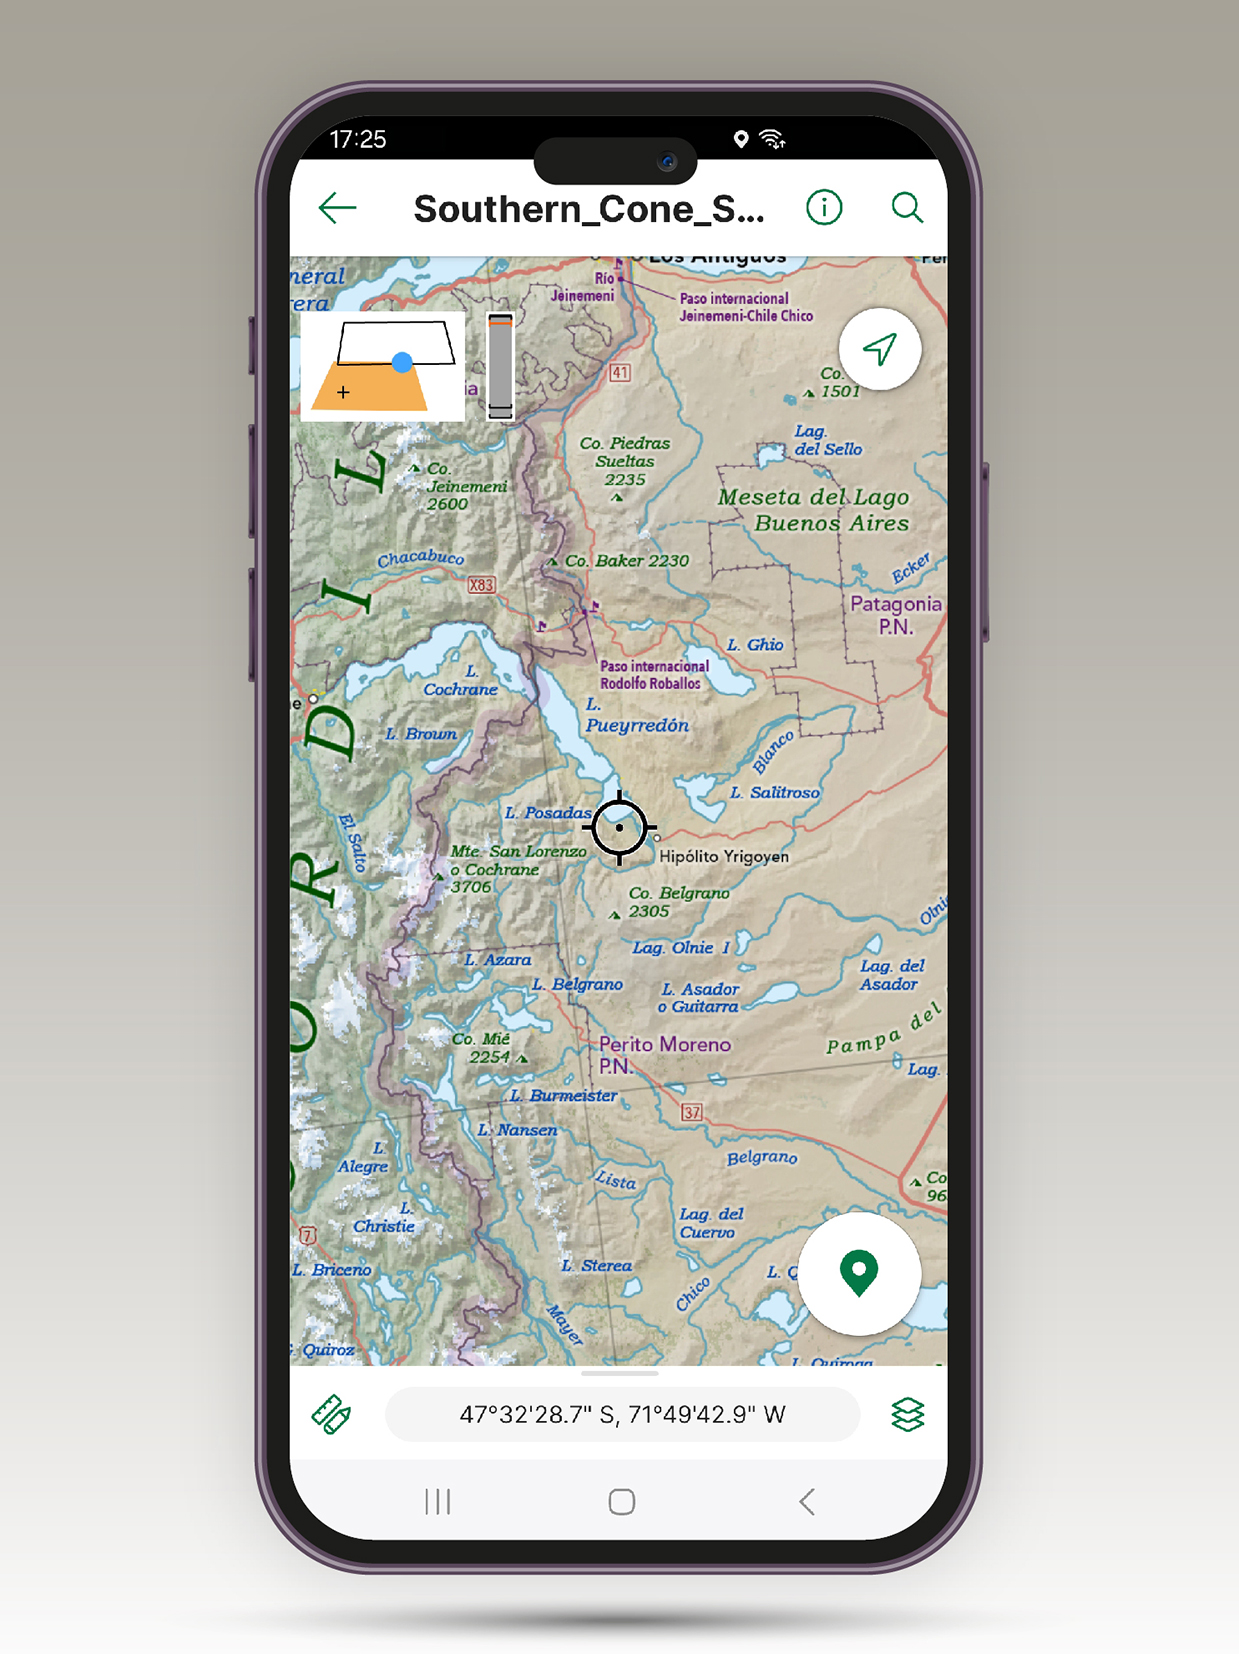 17:25
Southern_Cone_S...
neral
era
Los Antiguos
Río
Jeinemeni
Paso internacional
Jeinemeni-Chile Chico
41
Co.
1501
Lag.
del Sello
Co. Piedras
Sueltas
2235
L
Co.
Jeinemeni
2600
Meseta del Lago
Buenos Aires
Chacabuco
X83
Co. Baker 2230
Ecker
I
Patagonia
P.N.
L. Ghio
Paso internacional
Rodolfo Roballos
L.
Cochrane
L.
Pueyrredón
D
L. Brown
Blanco
L. Salitroso
L. Posadas
El Salto
Hipólito Yrigoyen
Mte. San Lorenzo
o Cochrane
3706
R
Co. Belgrano
2305
Lag. Olnie I
L. Azara
L. Belgrano
L. Asador
o Guitarra
Lag. del
Asador
O
Co. Mié
2254
Perito Moreno
P.N.
Pampa del
Lag.
L. Burmeister
37
L. Nansen
L.
Alegre
Belgrano
Lista
Co
96
L.
Christie
Lag. del
Cuervo
7
L. Briceno
L. Sterea
Chico
L. Q
Mayer
. Quiroz
L. Quiroga
47°32'28.7" S, 71°49'42.9" W